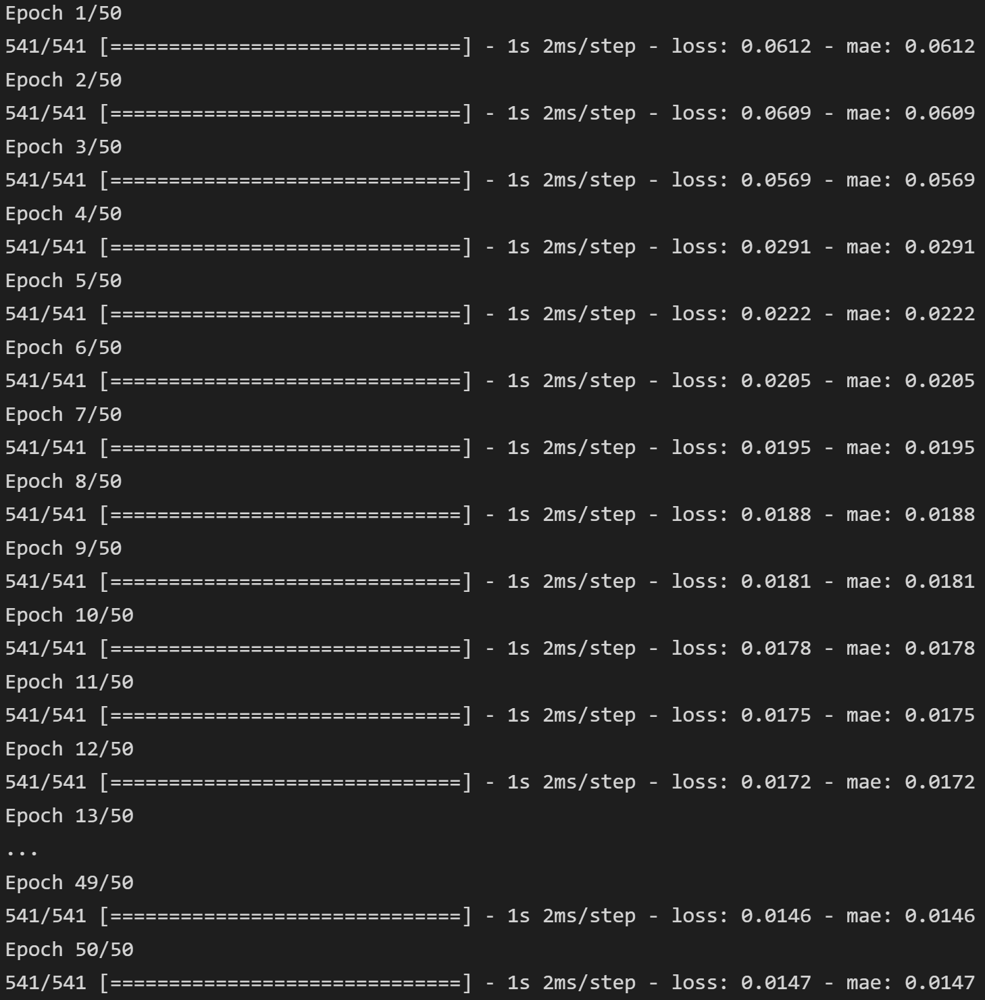 Epoch 1/50
541/541 [==============================] - 1s 2ms/step - loss: 0.0612 - mae: 0.0612
Epoch 2/50
541/541 [==============================] - 1s 2ms/step - loss: 0.0609 - mae: 0.0609
Epoch 3/50
541/541 [==============================] - 1s 2ms/step - loss: 0.0569 - mae: 0.0569
Epoch 4/50
541/541 [==============================] - 1s 2ms/step - loss: 0.0291 - mae: 0.0291
Epoch 5/50
541/541 [==============================] - 1s 2ms/step - loss: 0.0222 - mae: 0.0222
Epoch 6/50
541/541 [==============================] - 1s 2ms/step - loss: 0.0205 - mae: 0.0205
Epoch 7/50
541/541 [==============================] - 1s 2ms/step - loss: 0.0195 - mae: 0.0195
Epoch 8/50
541/541 [==============================] - 1s 2ms/step - loss: 0.0188 - mae: 0.0188
Epoch 9/50
541/541 [==============================] - 1s 2ms/step - loss: 0.0181 - mae: 0.0181
Epoch 10/50
541/541 [==============================] - 1s 2ms/step - loss: 0.0178 - mae: 0.0178
Epoch 11/50
541/541 [==============================] - 1s 2ms/step - loss: 0.0175 - mae: 0.0175
Epoch 12/50
541/541 [==============================] - 1s 2ms/step - loss: 0.0172 - mae: 0.0172
Epoch 13/50
...
Epoch 49/50
541/541 [==============================] - 1s 2ms/step - loss: 0.0146 - mae: 0.0146
Epoch 50/50
541/541 [==============================] - 1s 2ms/step - loss: 0.0147 - mae: 0.0147